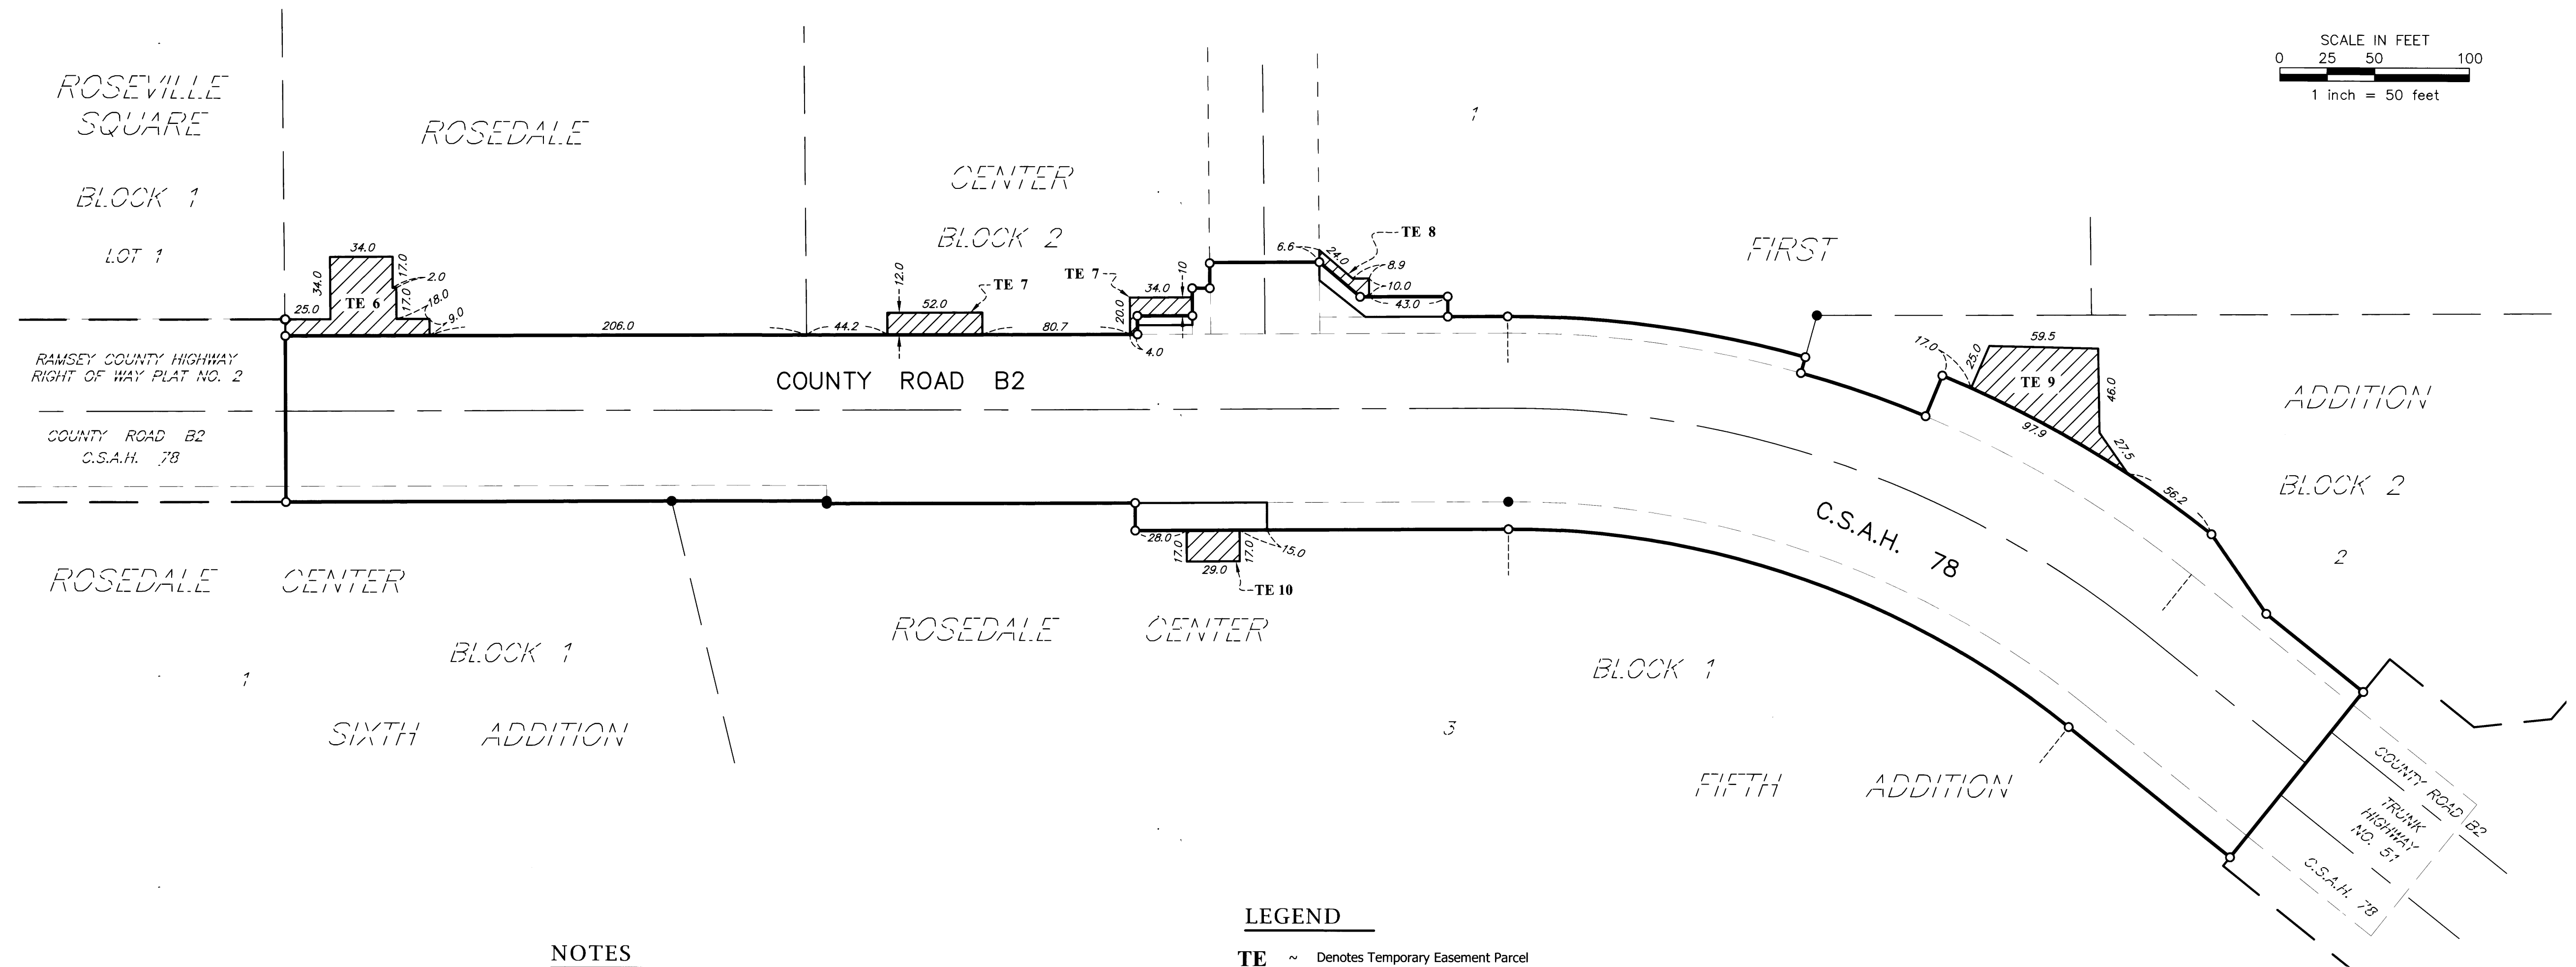 SCALE IN FEET
0 25 50 100
1 inch = 50 feet
ROSEVILLE
SQUARE
BLOCK 1
LOT 1
ROSEDALE
CENTER
BLOCK 2
1
FIRST
ADDITION
BLOCK 2
2
34.0
34.0
17.0
2.0
17.0
18.0
9.0
25.0
TE 6
206.0
44.2
12.0
52.0
TE 7
80.7
TE 7
34.0
10
20.0
4.0
6.6
24.0
TE 8
8.9
10.0
43.0
17.0
25.0
59.5
TE 9
46.0
97.9
27.5
56.2
RAMSEY COUNTY HIGHWAY
RIGHT OF WAY PLAT NO. 2
COUNTY ROAD B2
COUNTY ROAD B2
C.S.A.H. 78
C.S.A.H. 78
28.0
17.0
17.0
15.0
29.0
TE 10
ROSEDALE CENTER
BLOCK 1
1
SIXTH ADDITION
ROSEDALE CENTER
BLOCK 1
3
FIFTH ADDITION
COUNTY ROAD B2
TRUNK
HIGHWAY
NO. 51
C.S.A.H. 78
LEGEND
TE ~ Denotes Temporary Easement Parcel
NOTES